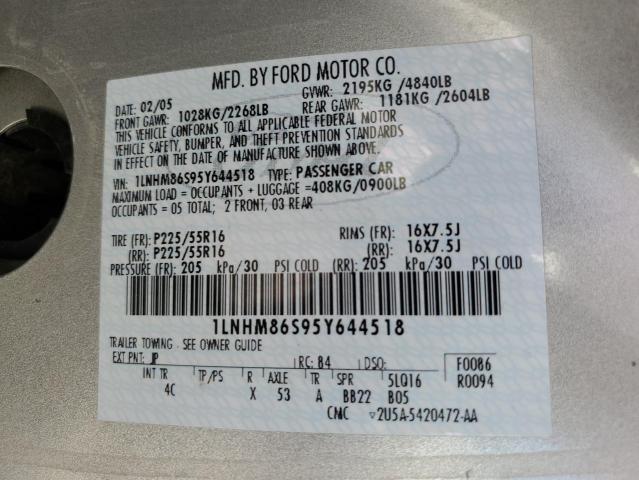 MFD. BY FORD MOTOR CO.
DATE: 02/05 GVWR: 2195KG /4840LB
FRONT GAWR: 1028KG/2268LB REAR GAWR: 1181KG /2604LB
THIS VEHICLE CONFORMS TO ALL APPLICABLE FEDERAL MOTOR
VEHICLE SAFETY, BUMPER, AND THEFT PREVENTION STANDARDS
IN EFFECT ON THE DATE OF MANUFACTURE SHOWN ABOVE.
VIN: 1LNHM86S95Y644518 TYPE: PASSENGER CAR
MAXIMUM LOAD = OCCUPANTS + LUGGAGE =408KG/0900LB
OCCUPANTS = 05 TOTAL; 2 FRONT, 03 REAR
TIRE (FR): P225/55R16 RIMS (FR): 16X7.5J
(RR): P225/55R16 (RR): 16X7.5J
PRESSURE (FR): 205 kPa/30 PSI COLD (RR): 205 kPa/30 PSI COLD
1LNHM86S95Y644518
TRAILER TOWING - SEE OWNER GUIDE
EXT PNT: JP RC: 84 DSO: F0086
INT TR TP/PS R AXLE TR SPR 5LQ16 R0094
4C X 53 A BB22 B05
CMC ▽2U5A-5420472-AA